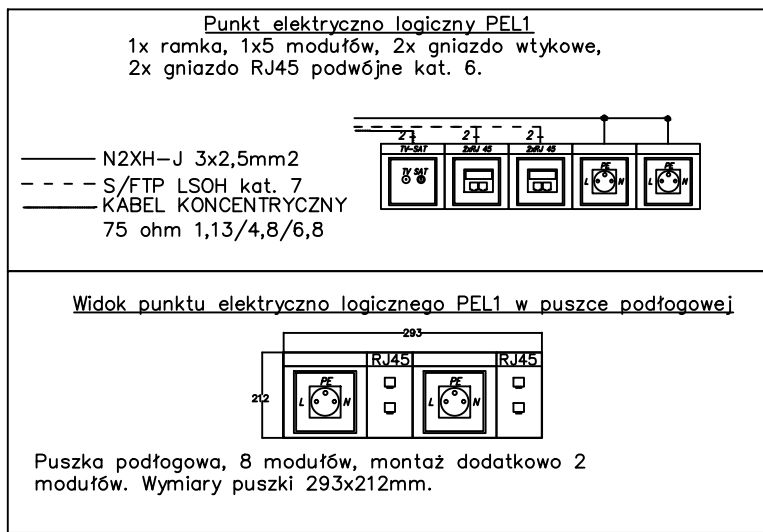 Punkt elektryczno logiczny PEL1
1x ramka, 1x5 modułów, 2x gniazdo wtykowe,
2x gniazdo RJ45 podwójne kat. 6.
N2XH-J 3x2,5mm2
S/FTP LSOH kat. 7
KABEL KONCENTRYCZNY
75 ohm 1,13/4,8/6,8
2 2 2
TV-SAT 2xRJ 45 2xRJ 45
TV SAT
PE PE
L N L N
Widok punktu elektryczno logicznego PEL1 w puszce podłogowej
293
RJ45 RJ45
PE PE
212
L N L N
Puszka podłogowa, 8 modułów, montaż dodatkowo 2
modułów. Wymiary puszki 293x212mm.